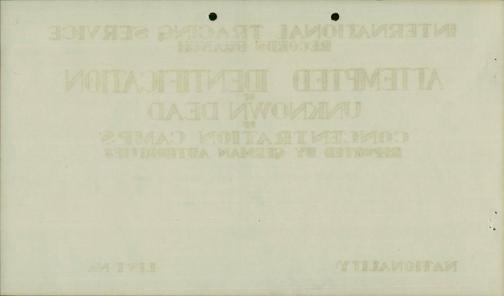 INTERNATIONAL TRACING SERVICE
RECORDS BRANCH
ATTEMPTED IDENTIFICATION
OF
UNKNOWN DEAD
IN
CONCENTRATION CAMPS
REPORTED BY GERMAN AUTHORITIES
NATIONALITY
LIST No.